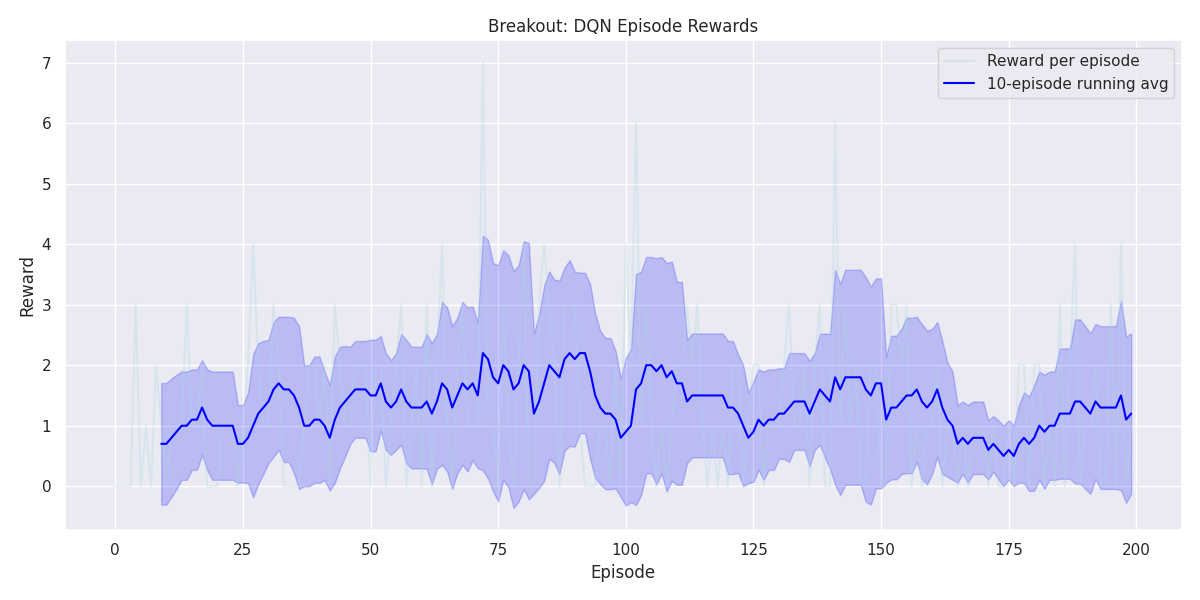 Breakout: DQN Episode Rewards
Reward per episode
10-episode running avg
Reward
7
6
5
4
3
2
1
0
0 25 50 75 100 125 150 175 200
Episode